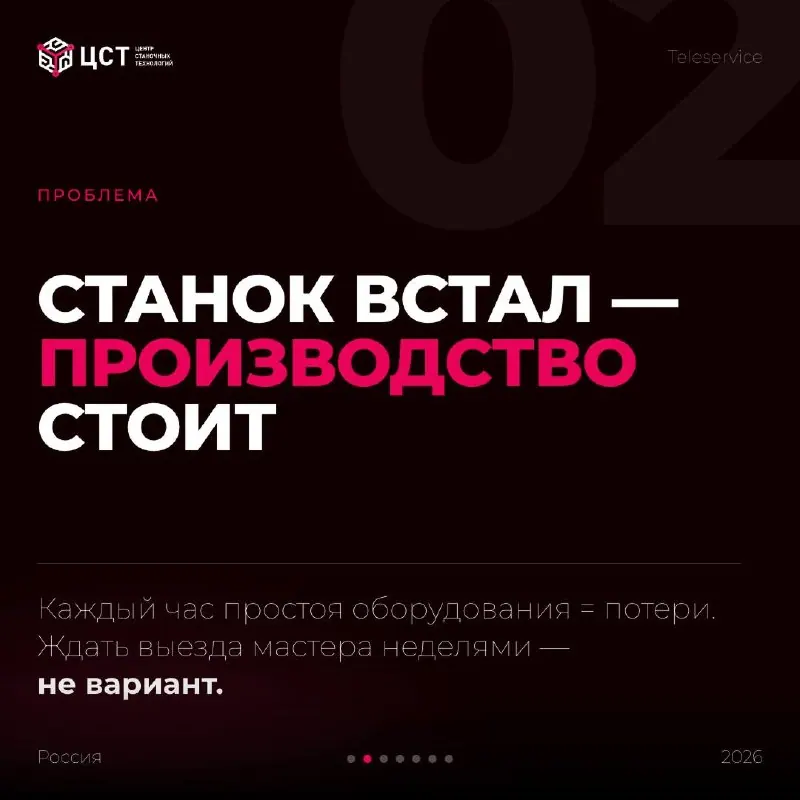 ЦСТ
ЦЕНТР
СТАНОЧНЫХ
ТЕХНОЛОГИЙ
Teleservice
02
ПРОБЛЕМА
СТАНОК ВСТАЛ —
ПРОИЗВОДСТВО
СТОИТ
Каждый час простоя оборудования = потери.
Ждать выезда мастера неделями —
не вариант.
Россия
2026